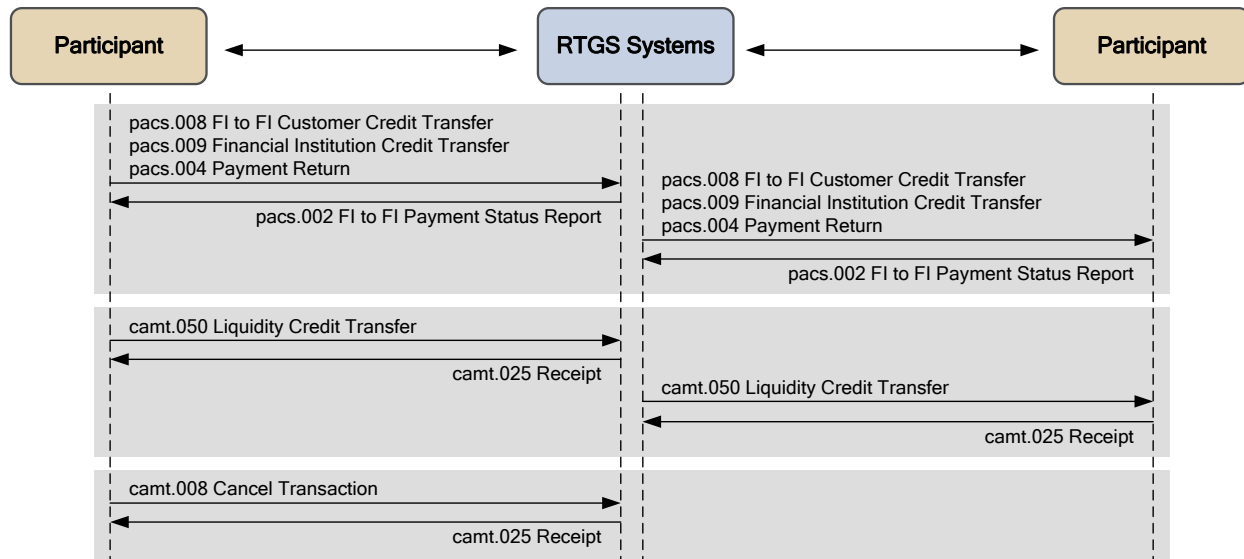 Participant
RTGS Systems
Participant
pacs.008 FI to FI Customer Credit Transfer
pacs.009 Financial Institution Credit Transfer
pacs.004 Payment Return
pacs.002 FI to FI Payment Status Report
pacs.008 FI to FI Customer Credit Transfer
pacs.009 Financial Institution Credit Transfer
pacs.004 Payment Return
pacs.002 FI to FI Payment Status Report
camt.050 Liquidity Credit Transfer
camt.025 Receipt
camt.050 Liquidity Credit Transfer
camt.025 Receipt
camt.008 Cancel Transaction
camt.025 Receipt